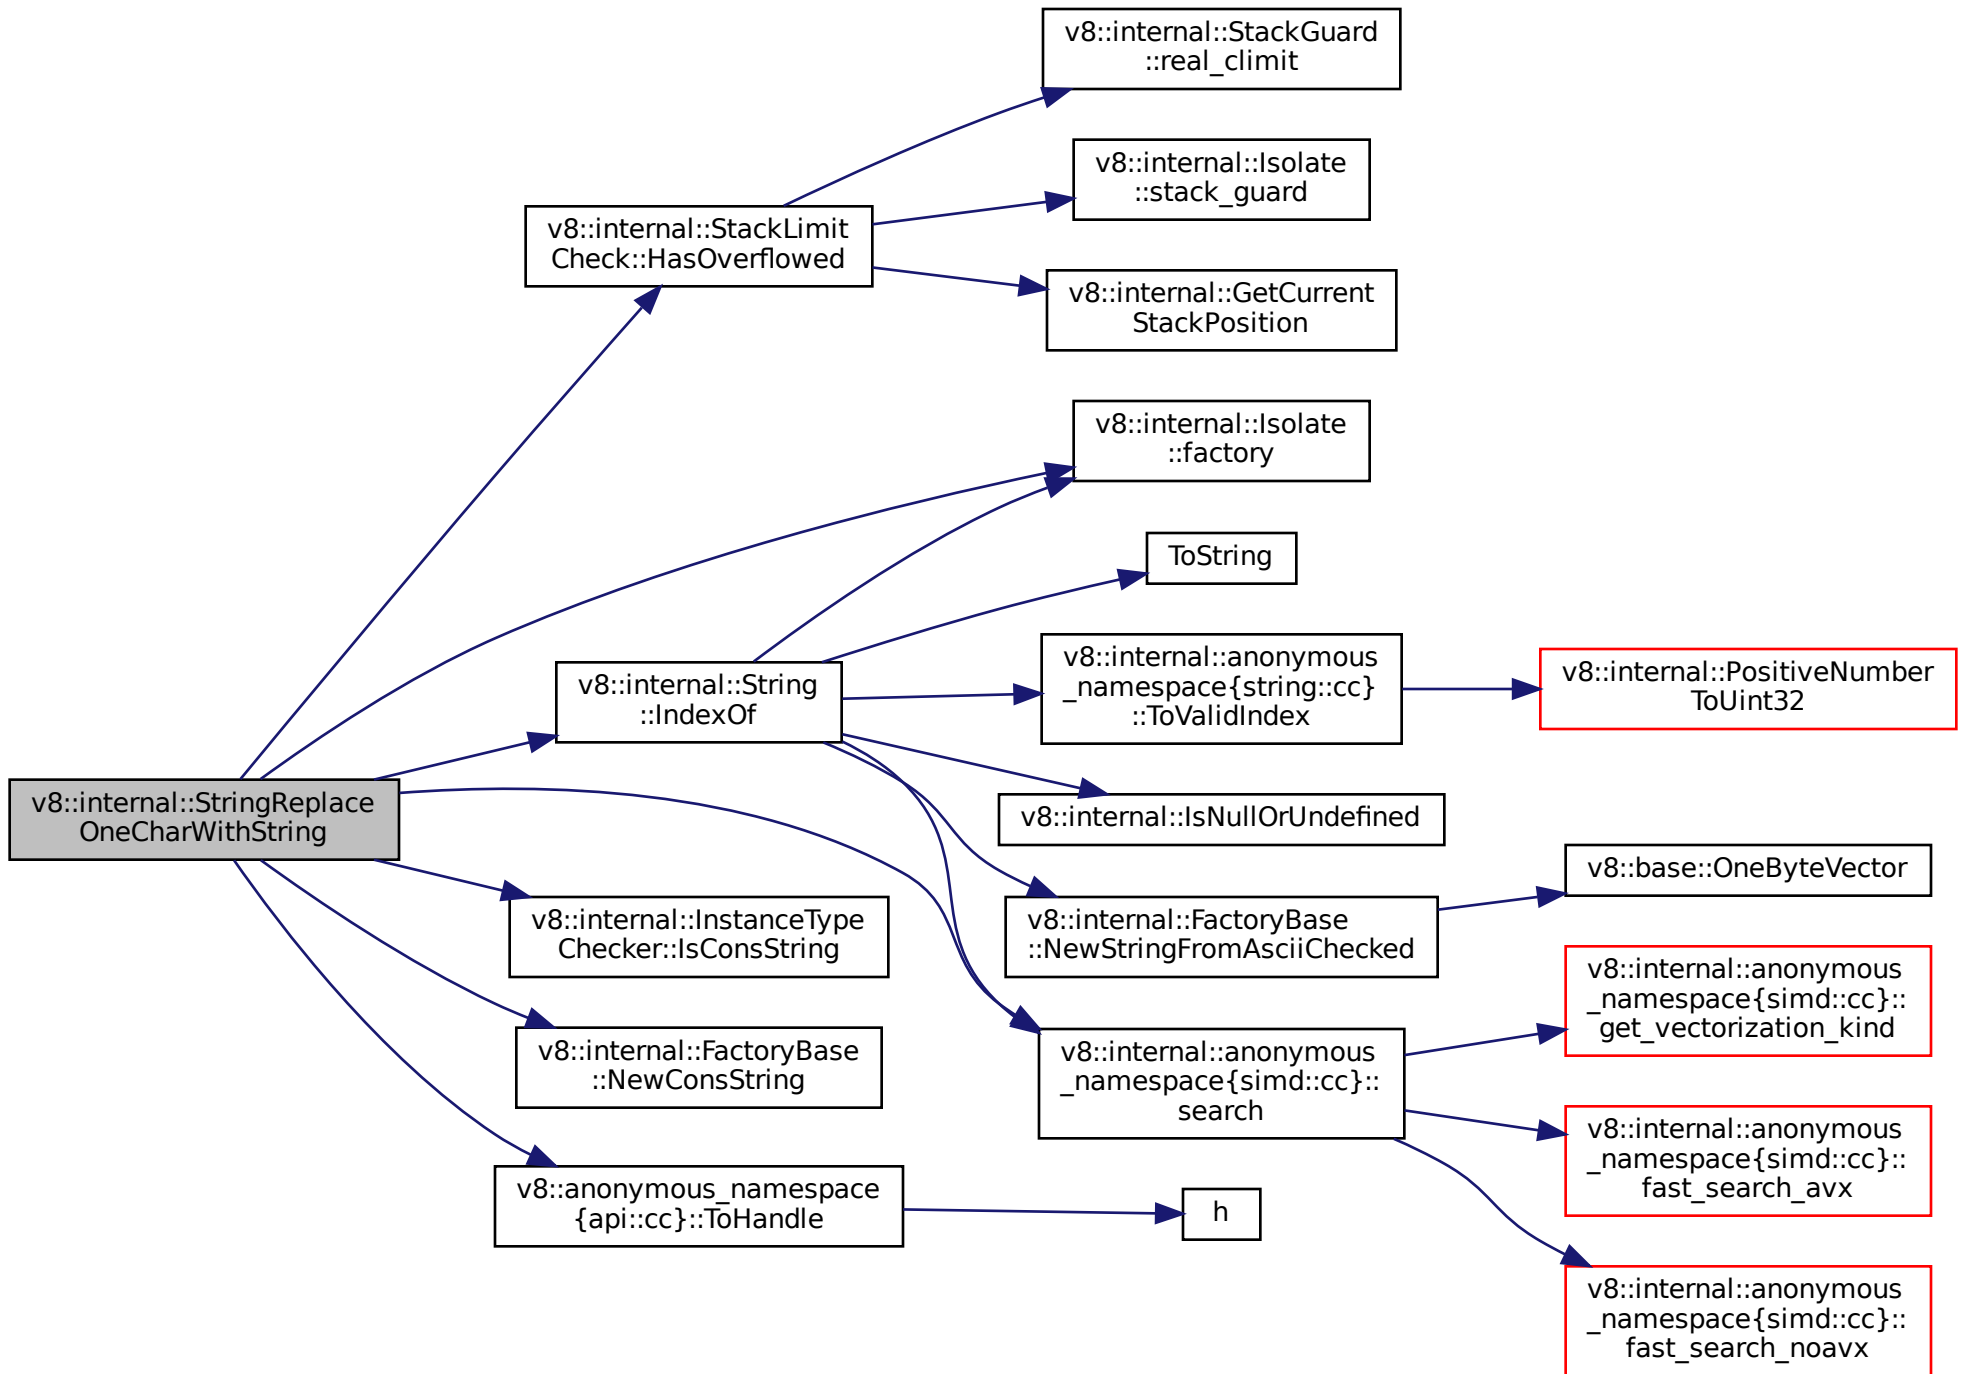 v8::internal::StackGuard
::real_climit
v8::internal::Isolate
::stack_guard
v8::internal::StackLimit
Check::HasOverflowed
v8::internal::GetCurrent
StackPosition
v8::internal::Isolate
::factory
ToString
v8::internal::String
::IndexOf
v8::internal::anonymous
_namespace{string::cc}
::ToValidIndex
v8::internal::PositiveNumber
ToUint32
v8::internal::StringReplace
OneCharWithString
v8::internal::IsNullOrUndefined
v8::base::OneByteVector
v8::internal::InstanceType
Checker::IsConsString
v8::internal::FactoryBase
::NewStringFromAsciiChecked
v8::internal::anonymous
_namespace{simd::cc}::
get_vectorization_kind
v8::internal::FactoryBase
::NewConsString
v8::internal::anonymous
_namespace{simd::cc}::
search
v8::internal::anonymous
_namespace{simd::cc}::
fast_search_avx
v8::anonymous_namespace
{api::cc}::ToHandle
h
v8::internal::anonymous
_namespace{simd::cc}::
fast_search_noavx